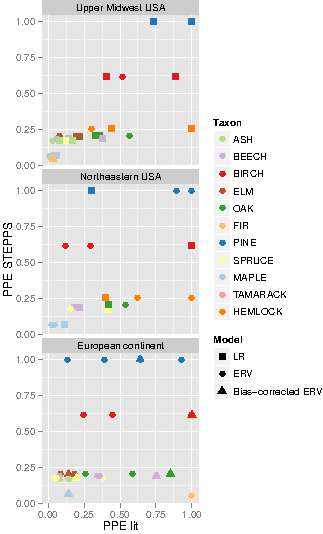 Upper Midwest USA
1.00
0.75
0.50
0.25
0.00
Northeastern USA
1.00
0.75
0.50
0.25
0.00
European continent
1.00
0.75
0.50
0.25
0.00
0.00 0.25 0.50 0.75 1.00
PPE lit
PPE STEPPS
Taxon
ASH
BEECH
BIRCH
ELM
OAK
FIR
PINE
SPRUCE
MAPLE
TAMARACK
HEMLOCK
Model
LR
ERV
Bias−corrected ERV